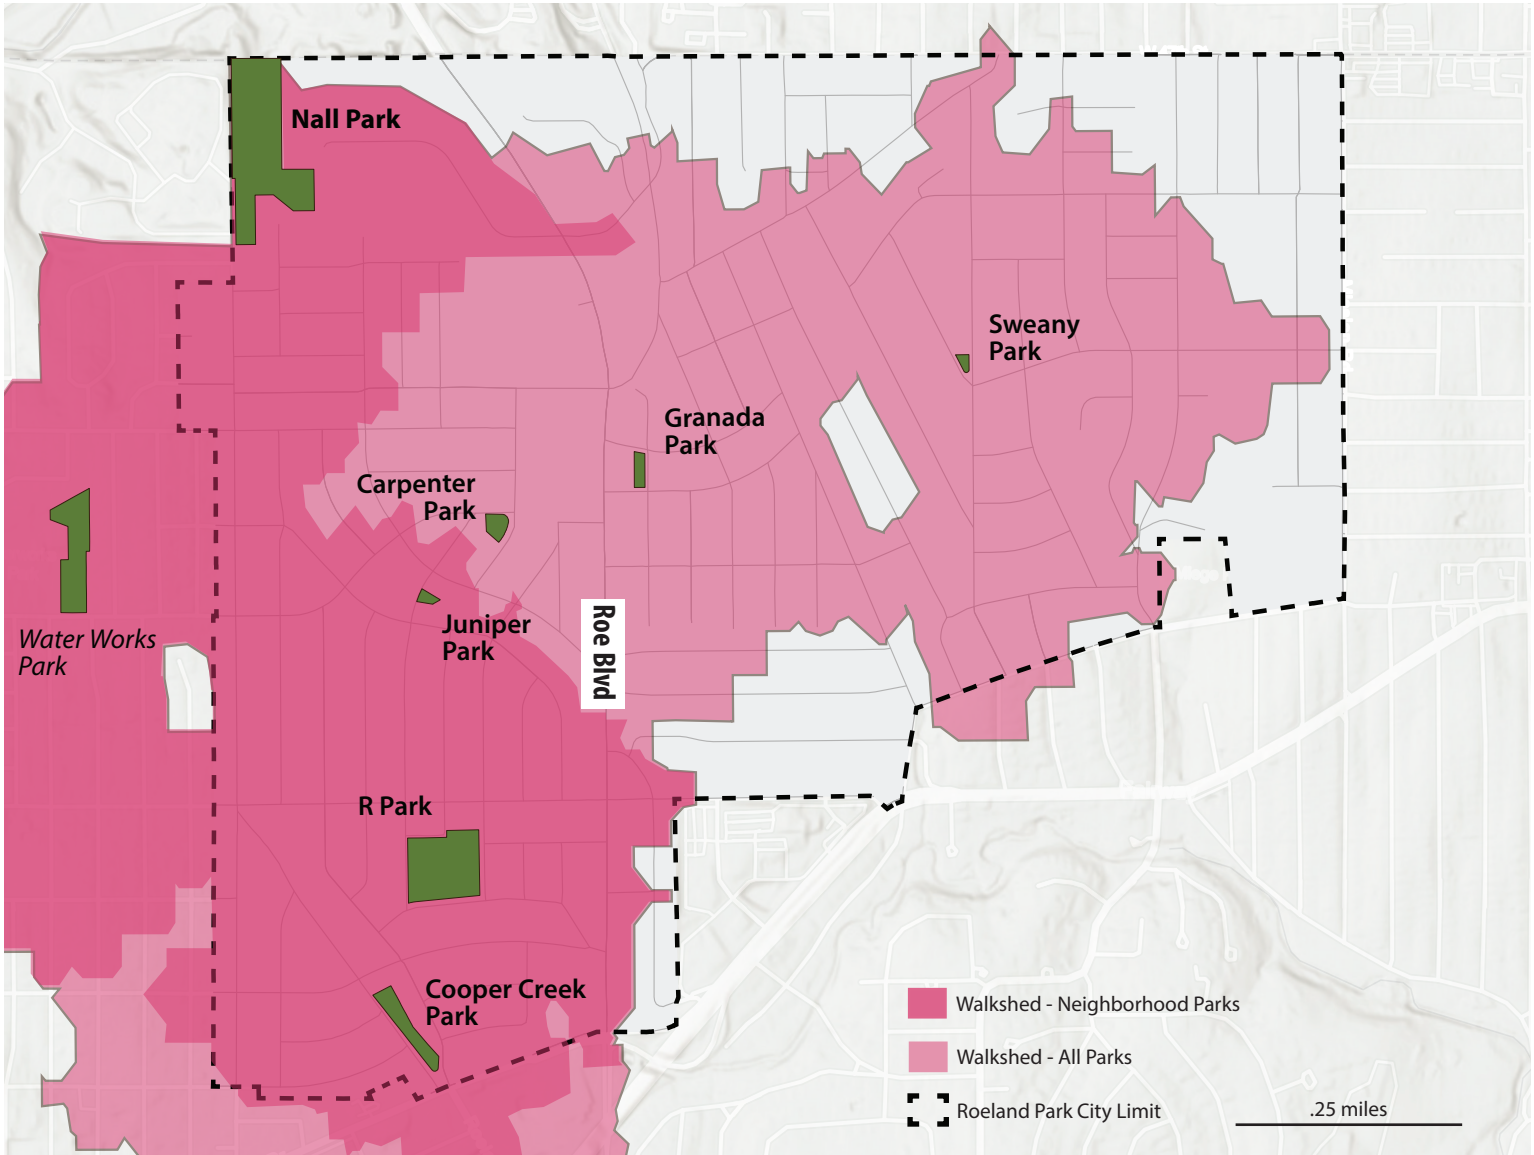 Nall Park
Sweany
Park
Granada
Park
Carpenter
Park
Roe Blvd
Juniper
Park
Water Works
Park
R Park
Cooper Creek
Park
Walkshed - Neighborhood Parks
Walkshed - All Parks
Roeland Park City Limit
.25 miles